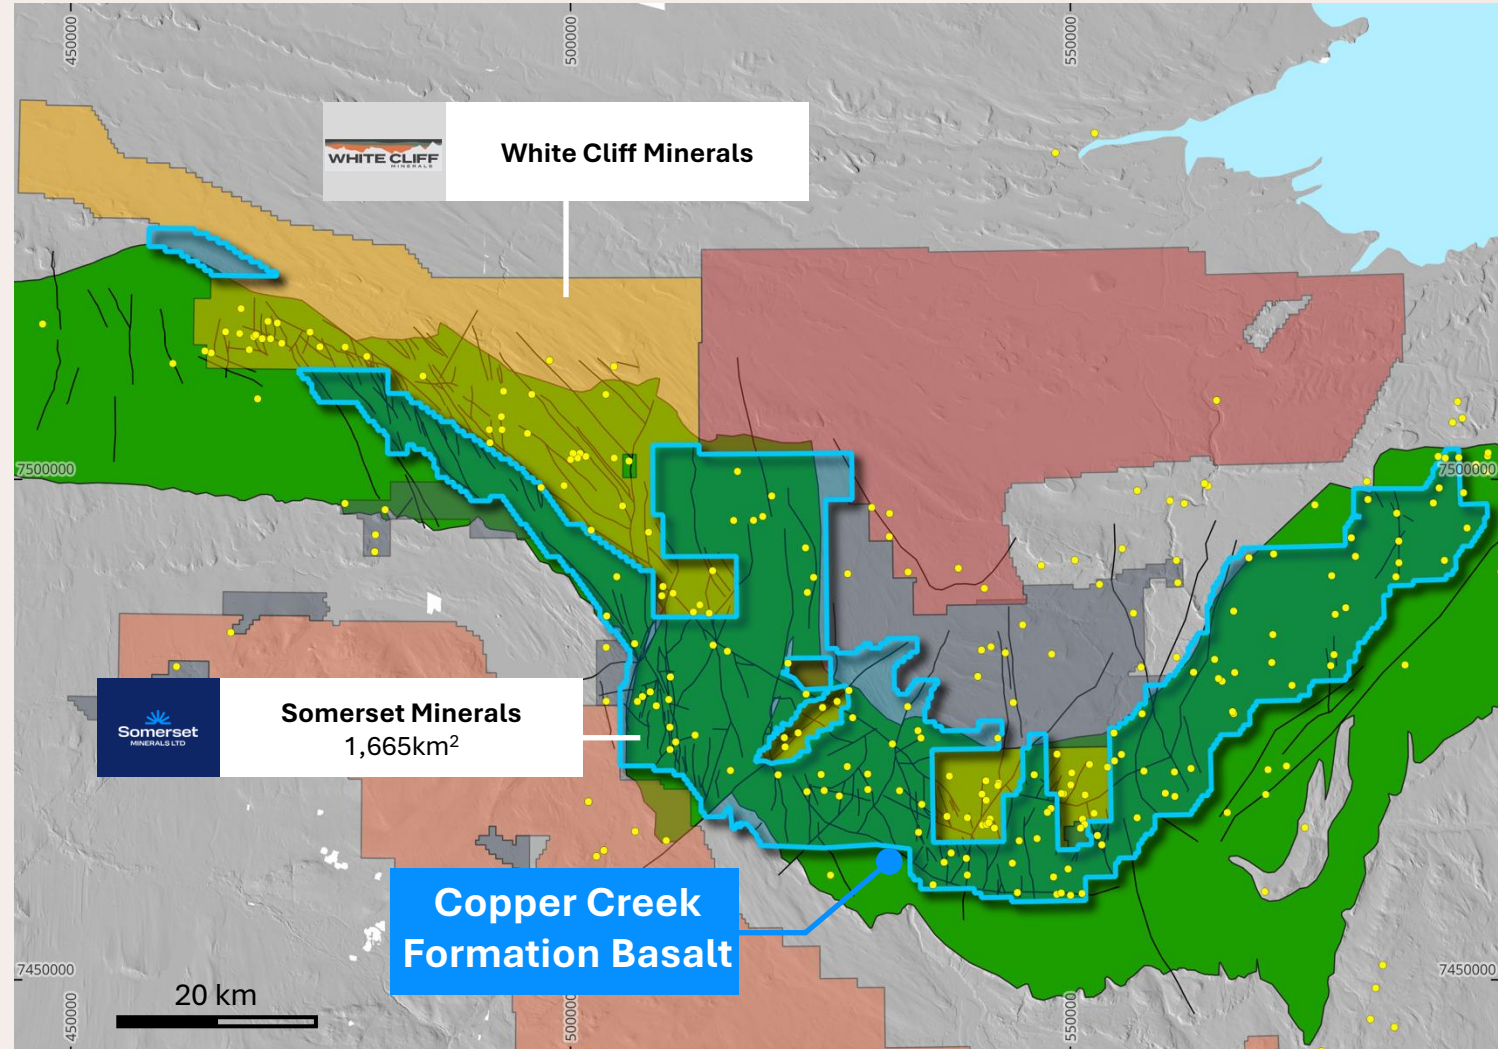 450000
500000
550000
WHITE CLIFF
MINERALS
White Cliff Minerals
7500000
7500000
Somerset
MINERALS LTD
Somerset Minerals
1,665km²
Copper Creek
Formation Basalt
7450000
7450000
20 km
450000
500000
550000